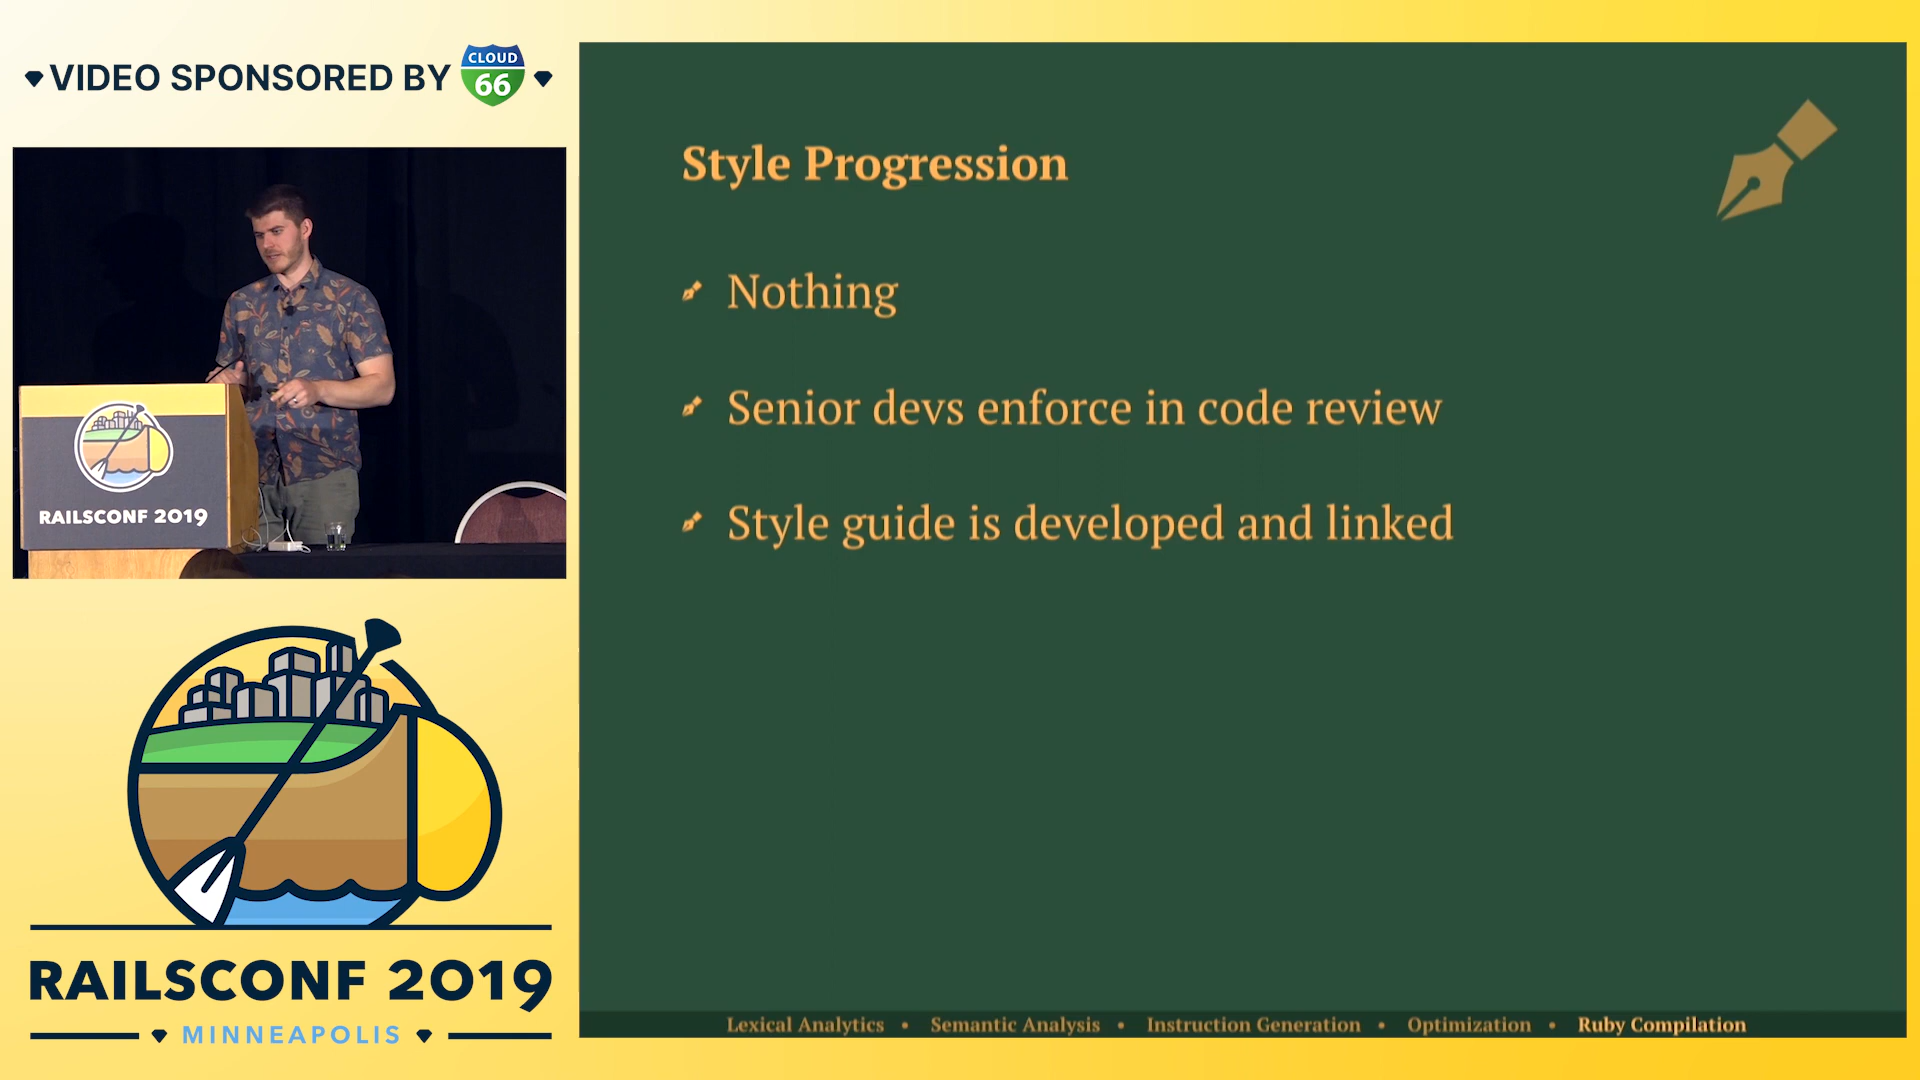 VIDEO SPONSORED BY
CLOUD
66
RAILSCONF 2019
RAILSCONF 2019
MINNEAPOLIS
Style Progression
Nothing
Senior devs enforce in code review
Style guide is developed and linked
Lexical Analytics • Semantic Analysis • Instruction Generation • Optimization • Ruby Compilation